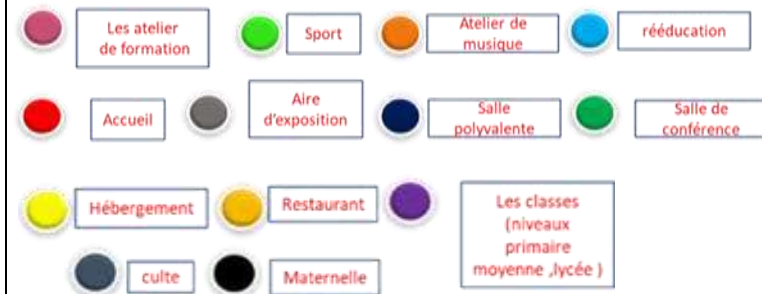 Les atelier
de formation
Sport
Atelier de
musique
rééducation
Accueil
Aire
d'exposition
Salle
polyvalente
Salle de
conférence
Hébergement
Restaurant
Les classes
(niveaux
primaire
moyenne ,lycée )
culte
Maternelle